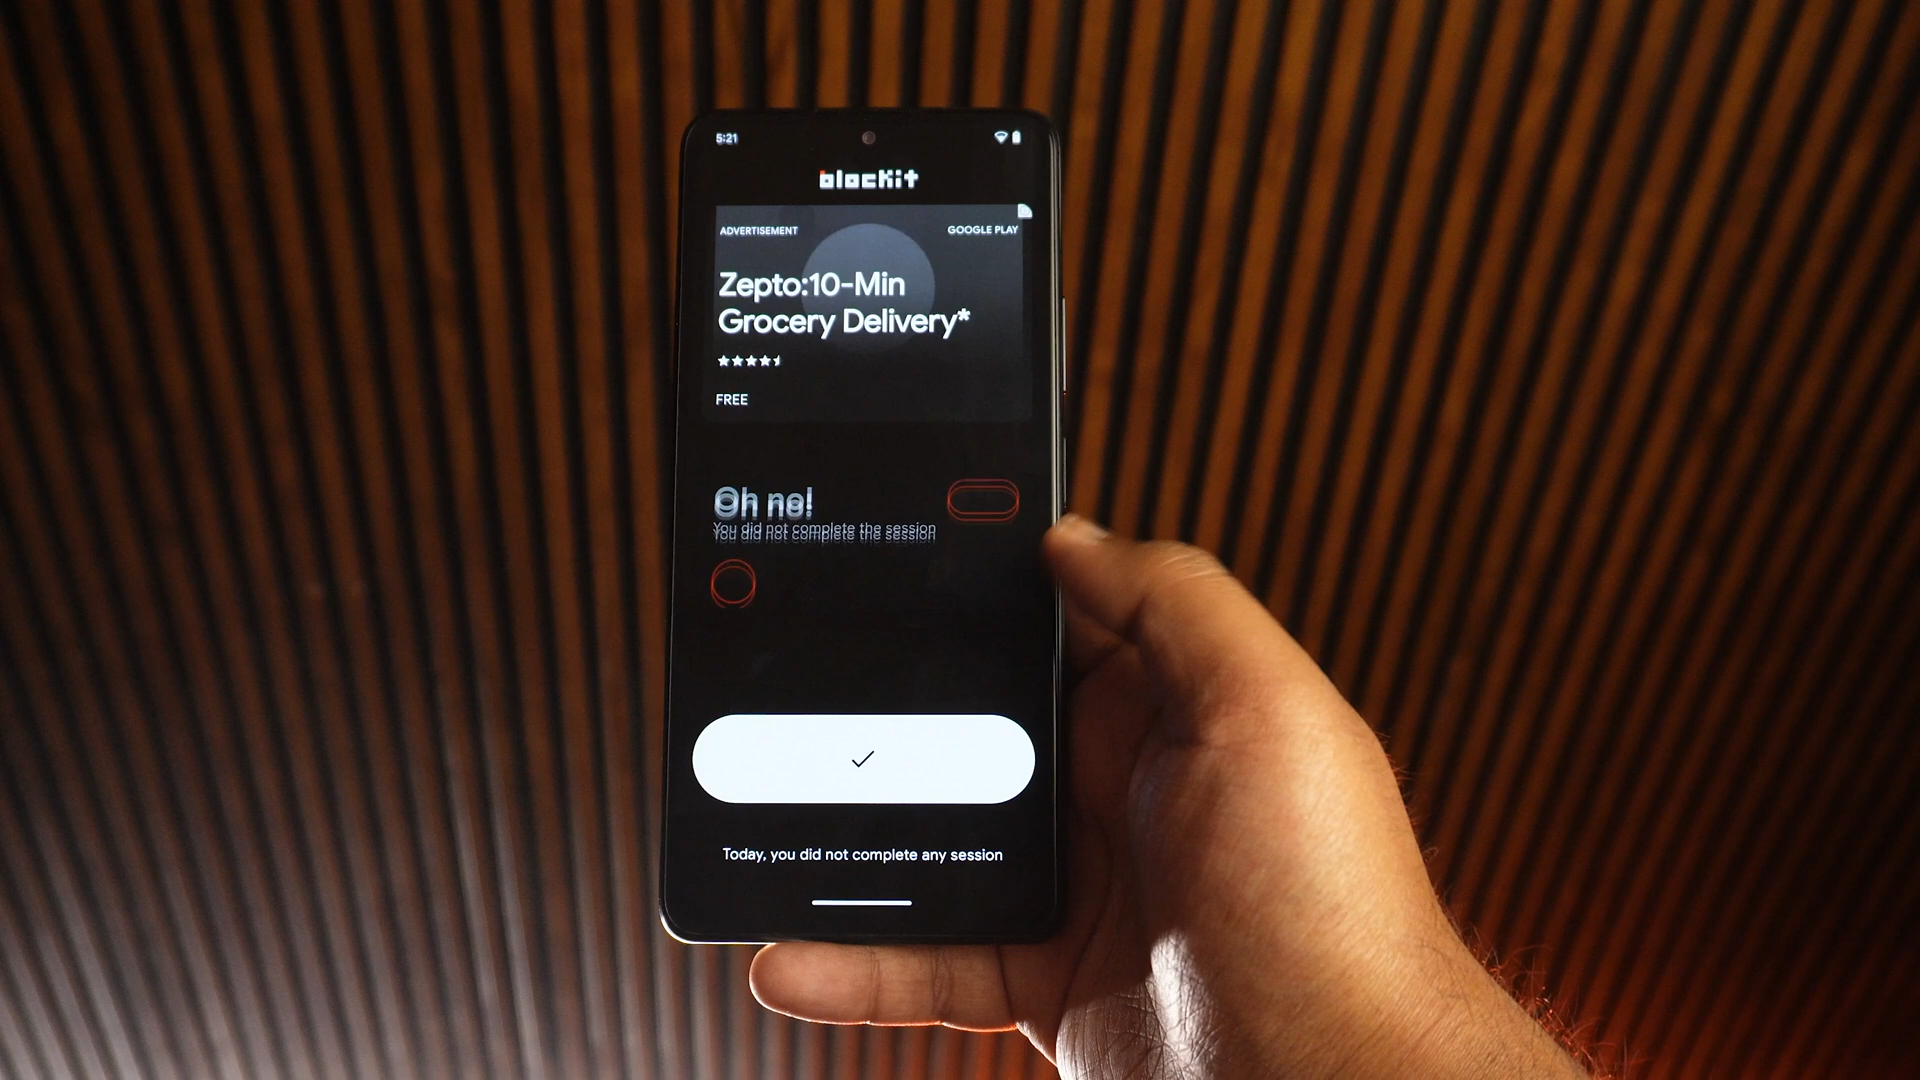 5:21
blocKit
ADVERTISEMENT
GOOGLE PLAY
Zepto:10-Min
Grocery Delivery*
FREE
Oh no!
You did not complete the session
Today, you did not complete any session